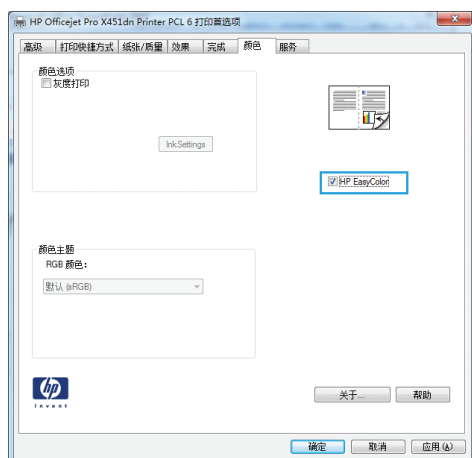 HP Officejet Pro X451dn Printer PCL 6 打印首选项
高级 打印快捷方式 纸张/质量 效果 完成 颜色 服务
颜色选项
灰度打印
InkSettings
HP EasyColor
颜色主题
RGB 颜色：
默认 (sRGB)
hp
invent
关于... 帮助
确定 取消 应用(A)